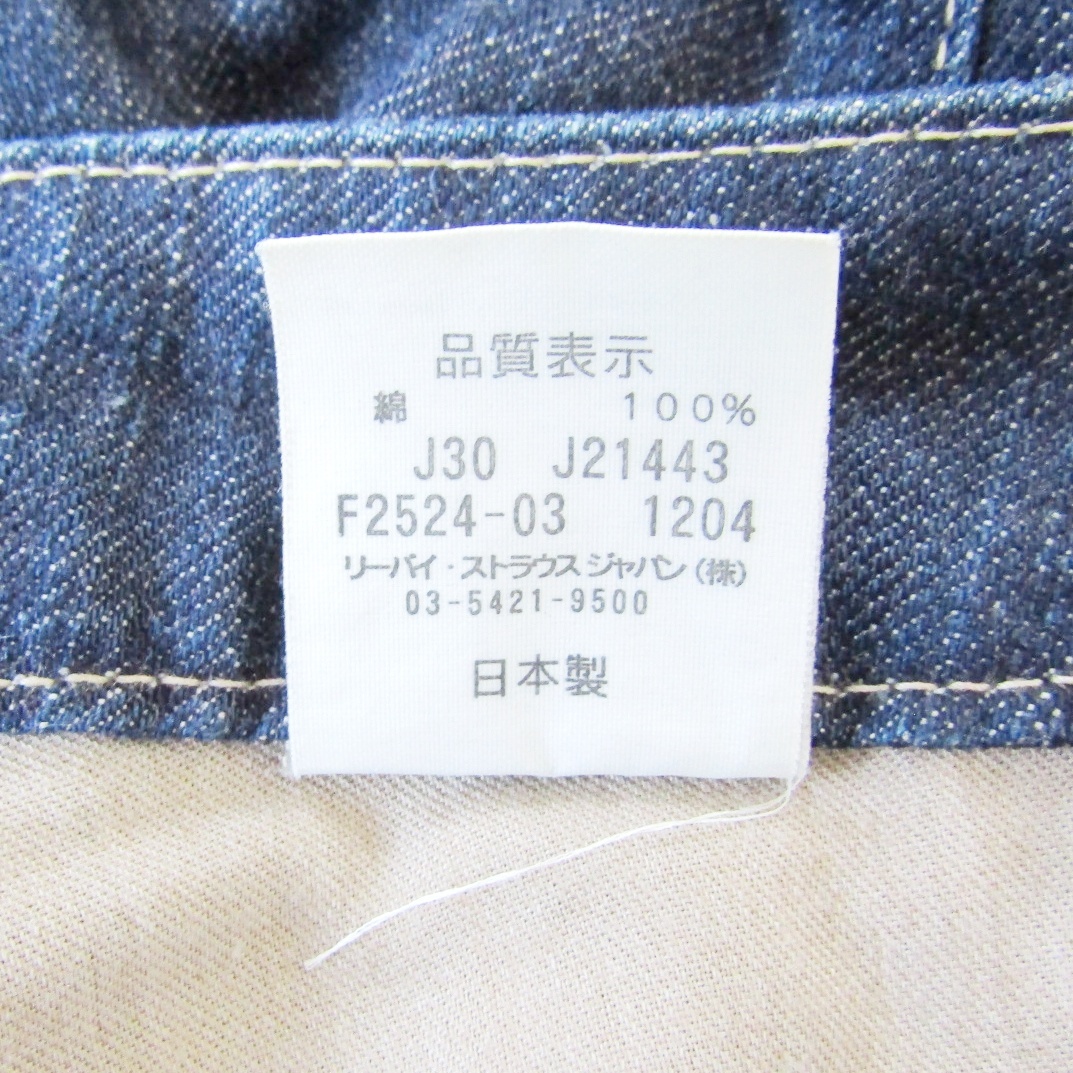 品質表示
綿 100%
J30 J21443
F2524-03 1204
リーバイ・ストラウスジャパン(株)
03-5421-9500
日本製